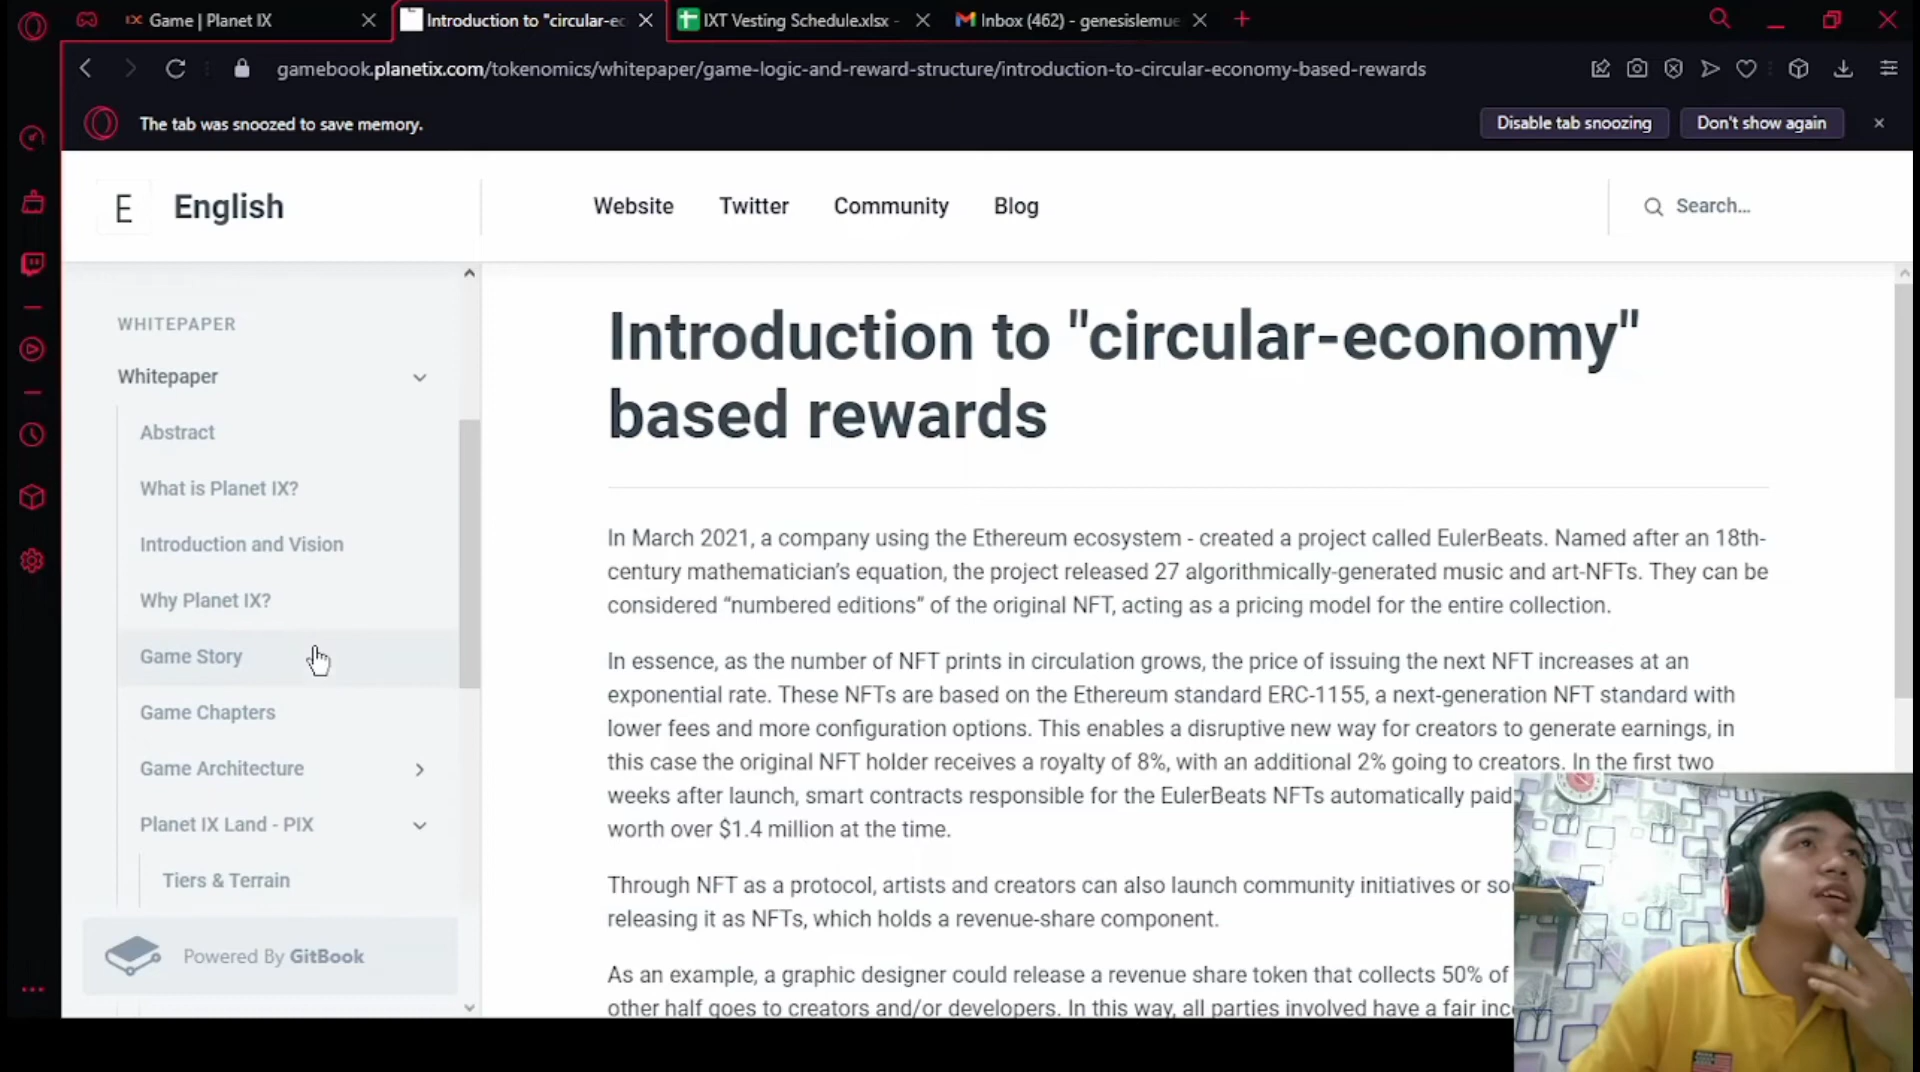 Game | Planet IX
Introduction to "circular-ec
IXT Vesting Schedule.xlsx -
Inbox (462) - genesislemue
gamebook.planetix.com/tokenomics/whitepaper/game-logic-and-reward-structure/introduction-to-circular-economy-based-rewards
The tab was snoozed to save memory.
Disable tab snoozing
Don't show again
E
English
Website
Twitter
Community
Blog
Search...
WHITEPAPER
Whitepaper
Abstract
What is Planet IX?
Introduction and Vision
Why Planet IX?
Game Story
Game Chapters
Game Architecture
Planet IX Land - PIX
Tiers & Terrain
Powered By GitBook
Introduction to "circular-economy"
based rewards
In March 2021, a company using the Ethereum ecosystem - created a project called EulerBeats. Named after an 18th-
century mathematician's equation, the project released 27 algorithmically-generated music and art-NFTs. They can be
considered “numbered editions” of the original NFT, acting as a pricing model for the entire collection.
In essence, as the number of NFT prints in circulation grows, the price of issuing the next NFT increases at an
exponential rate. These NFTs are based on the Ethereum standard ERC-1155, a next-generation NFT standard with
lower fees and more configuration options. This enables a disruptive new way for creators to generate earnings, in
this case the original NFT holder receives a royalty of 8%, with an additional 2% going to creators. In the first two
weeks after launch, smart contracts responsible for the EulerBeats NFTs automatically paid
worth over $1.4 million at the time.
Through NFT as a protocol, artists and creators can also launch community initiatives or so
releasing it as NFTs, which holds a revenue-share component.
As an example, a graphic designer could release a revenue share token that collects 50% of
other half goes to creators and/or developers. In this way, all parties involved have a fair inc